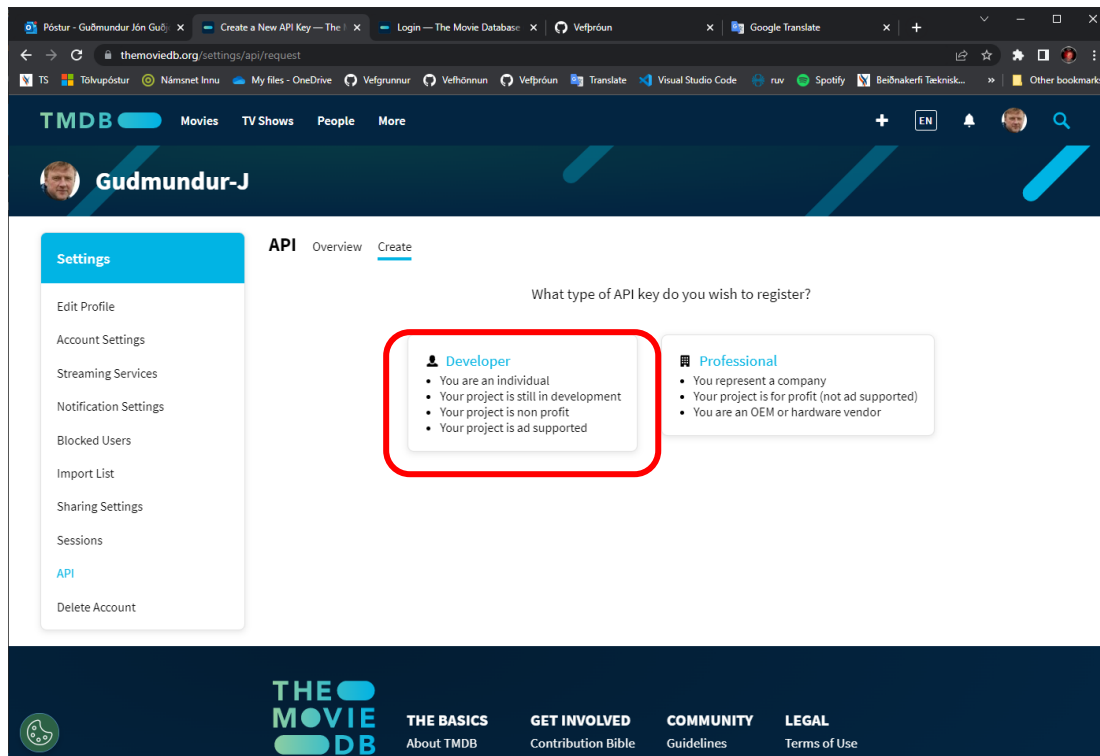 Póstur - Guðmundur Jón Guðj
Create a New API Key — The
Login — The Movie Database
Vefþróun
Google Translate
themoviedb.org/settings/api/request
TS
Tölvupóstur
Námsnet Innu
My files - OneDrive
Vefgrunnur
Vefhönnun
Vefþróun
Translate
Visual Studio Code
ruv
Spotify
Beiðnakerfi Tæknisk...
»
Other bookmarks
TMDB
Movies
TV Shows
People
More
EN
Gudmundur-J
Settings
Edit Profile
Account Settings
Streaming Services
Notification Settings
Blocked Users
Import List
Sharing Settings
Sessions
API
Delete Account
API Overview Create
What type of API key do you wish to register?
Developer
• You are an individual
• Your project is still in development
• Your project is non profit
• Your project is ad supported
Professional
• You represent a company
• Your project is for profit (not ad supported)
• You are an OEM or hardware vendor
THE
MOVIE
DB
THE BASICS
About TMDB
GET INVOLVED
Contribution Bible
COMMUNITY
Guidelines
LEGAL
Terms of Use